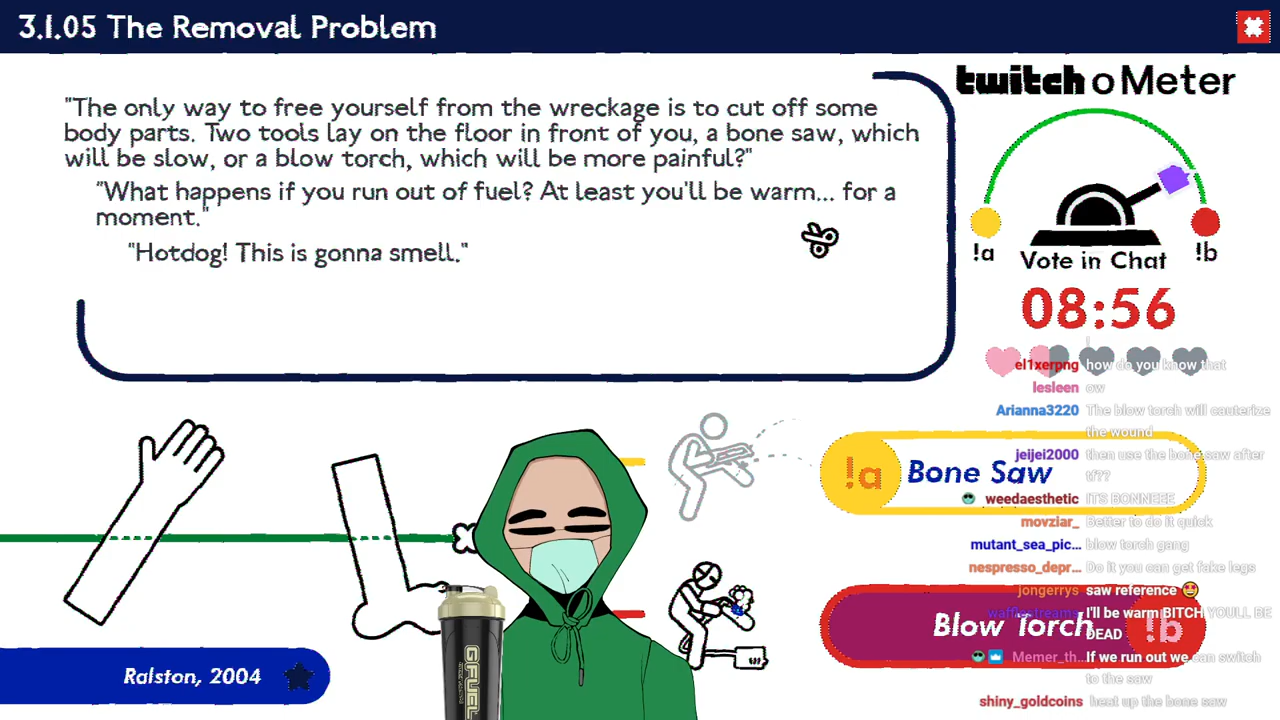 3.1.05 The Removal Problem
"The only way to free yourself from the wreckage is to cut off some
body parts. Two tools lay on the floor in front of you, a bone saw, which
will be slow, or a blow torch, which will be more painful?"
"What happens if you run out of fuel? At least you'll be warm... for a
moment."
"Hotdog! This is gonna smell."
twitch o Meter
!a
Vote in Chat
!b
08:56
el1xerpng how do you know that
lesleen ow
Arianna3220 The blow torch will cauterize
the wound
jeijei2000 then use the bone saw after
tf??
weedaesthetic ITS BONNEEE
movziar_ better to do it quick
mutant_sea_pic... blow torch gang
nespresso_depr... Do it you can get fake legs
jongerrys saw reference
wafflestreams I'll be warm BITCH YOULL BE
DEAD
Memer_th... If we run out we can switch
to the saw
shiny_goldcoins heat up the bone saw
!a Bone Saw
Blow Torch !b
Ralston, 2004
GFUEL